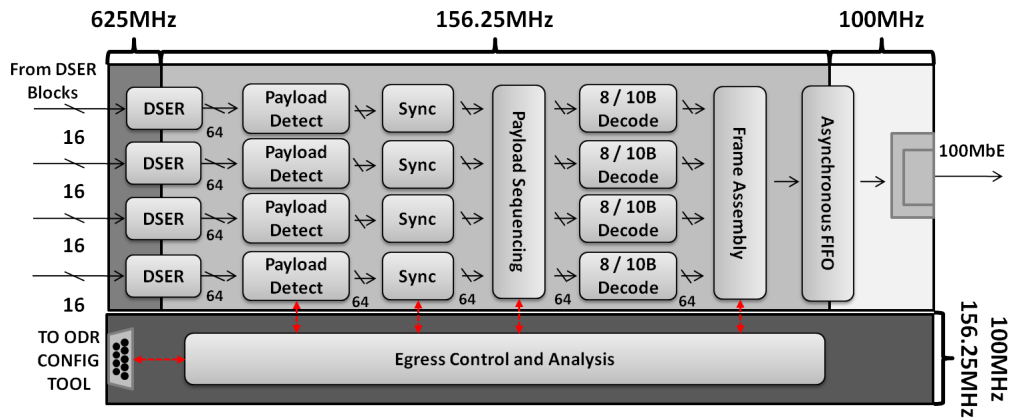 625MHz
156.25MHz
100MHz
From DSER
Blocks
DSER
64
Payload
Detect
Sync
8 / 10B
Decode
16
DSER
64
Payload
Detect
Sync
8 / 10B
Decode
16
DSER
64
Payload
Detect
Sync
8 / 10B
Decode
16
DSER
64
Payload
Detect
64
Sync
64
Payload Sequencing
64
8 / 10B
Decode
64
16
Frame Assembly
Asynchronous FIFO
100MbE
TO ODR
CONFIG
TOOL
Egress Control and Analysis
100MHz
156.25MHz